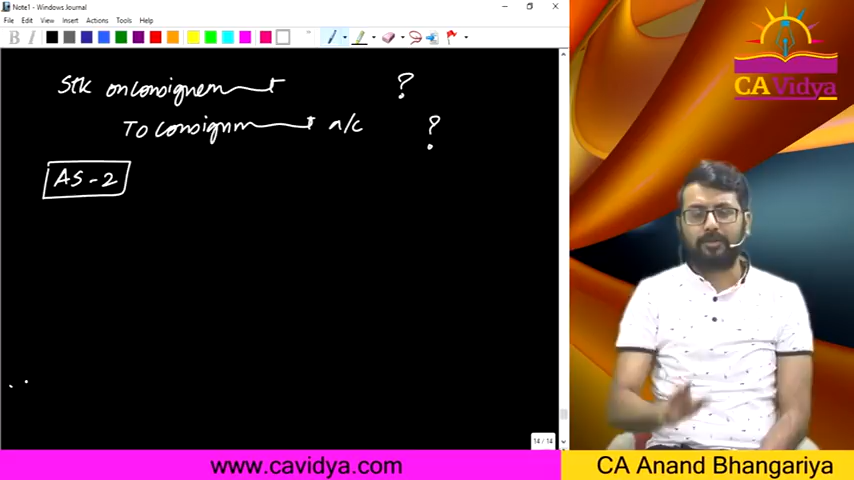 Note1 - Windows Journal
File Edit View Insert Actions Tools Help
B I
Stk on consignment ?
To consignment a/c ?
AS-2
14 / 14
CA Vidya
www.cavidya.com
CA Anand Bhangariya